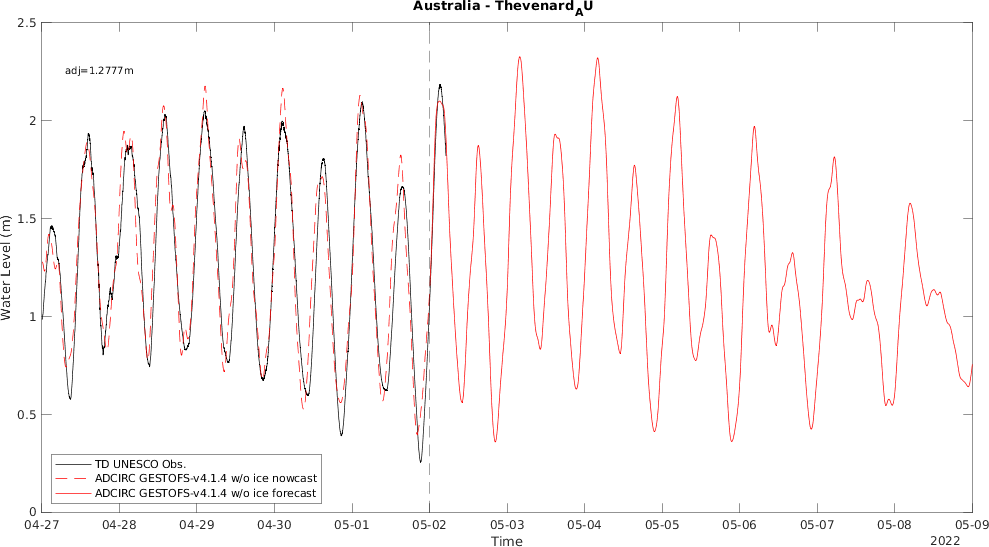 Australia - Thevenard_AU
adj=1.2777m
2.5
2
1.5
1
0.5
0
Water Level (m)
TD UNESCO Obs.
ADCIRC GESTOFS-v4.1.4 w/o ice nowcast
ADCIRC GESTOFS-v4.1.4 w/o ice forecast
04-27 04-28 04-29 04-30 05-01 05-02 05-03 05-04 05-05 05-06 05-07 05-08 05-09
Time
2022